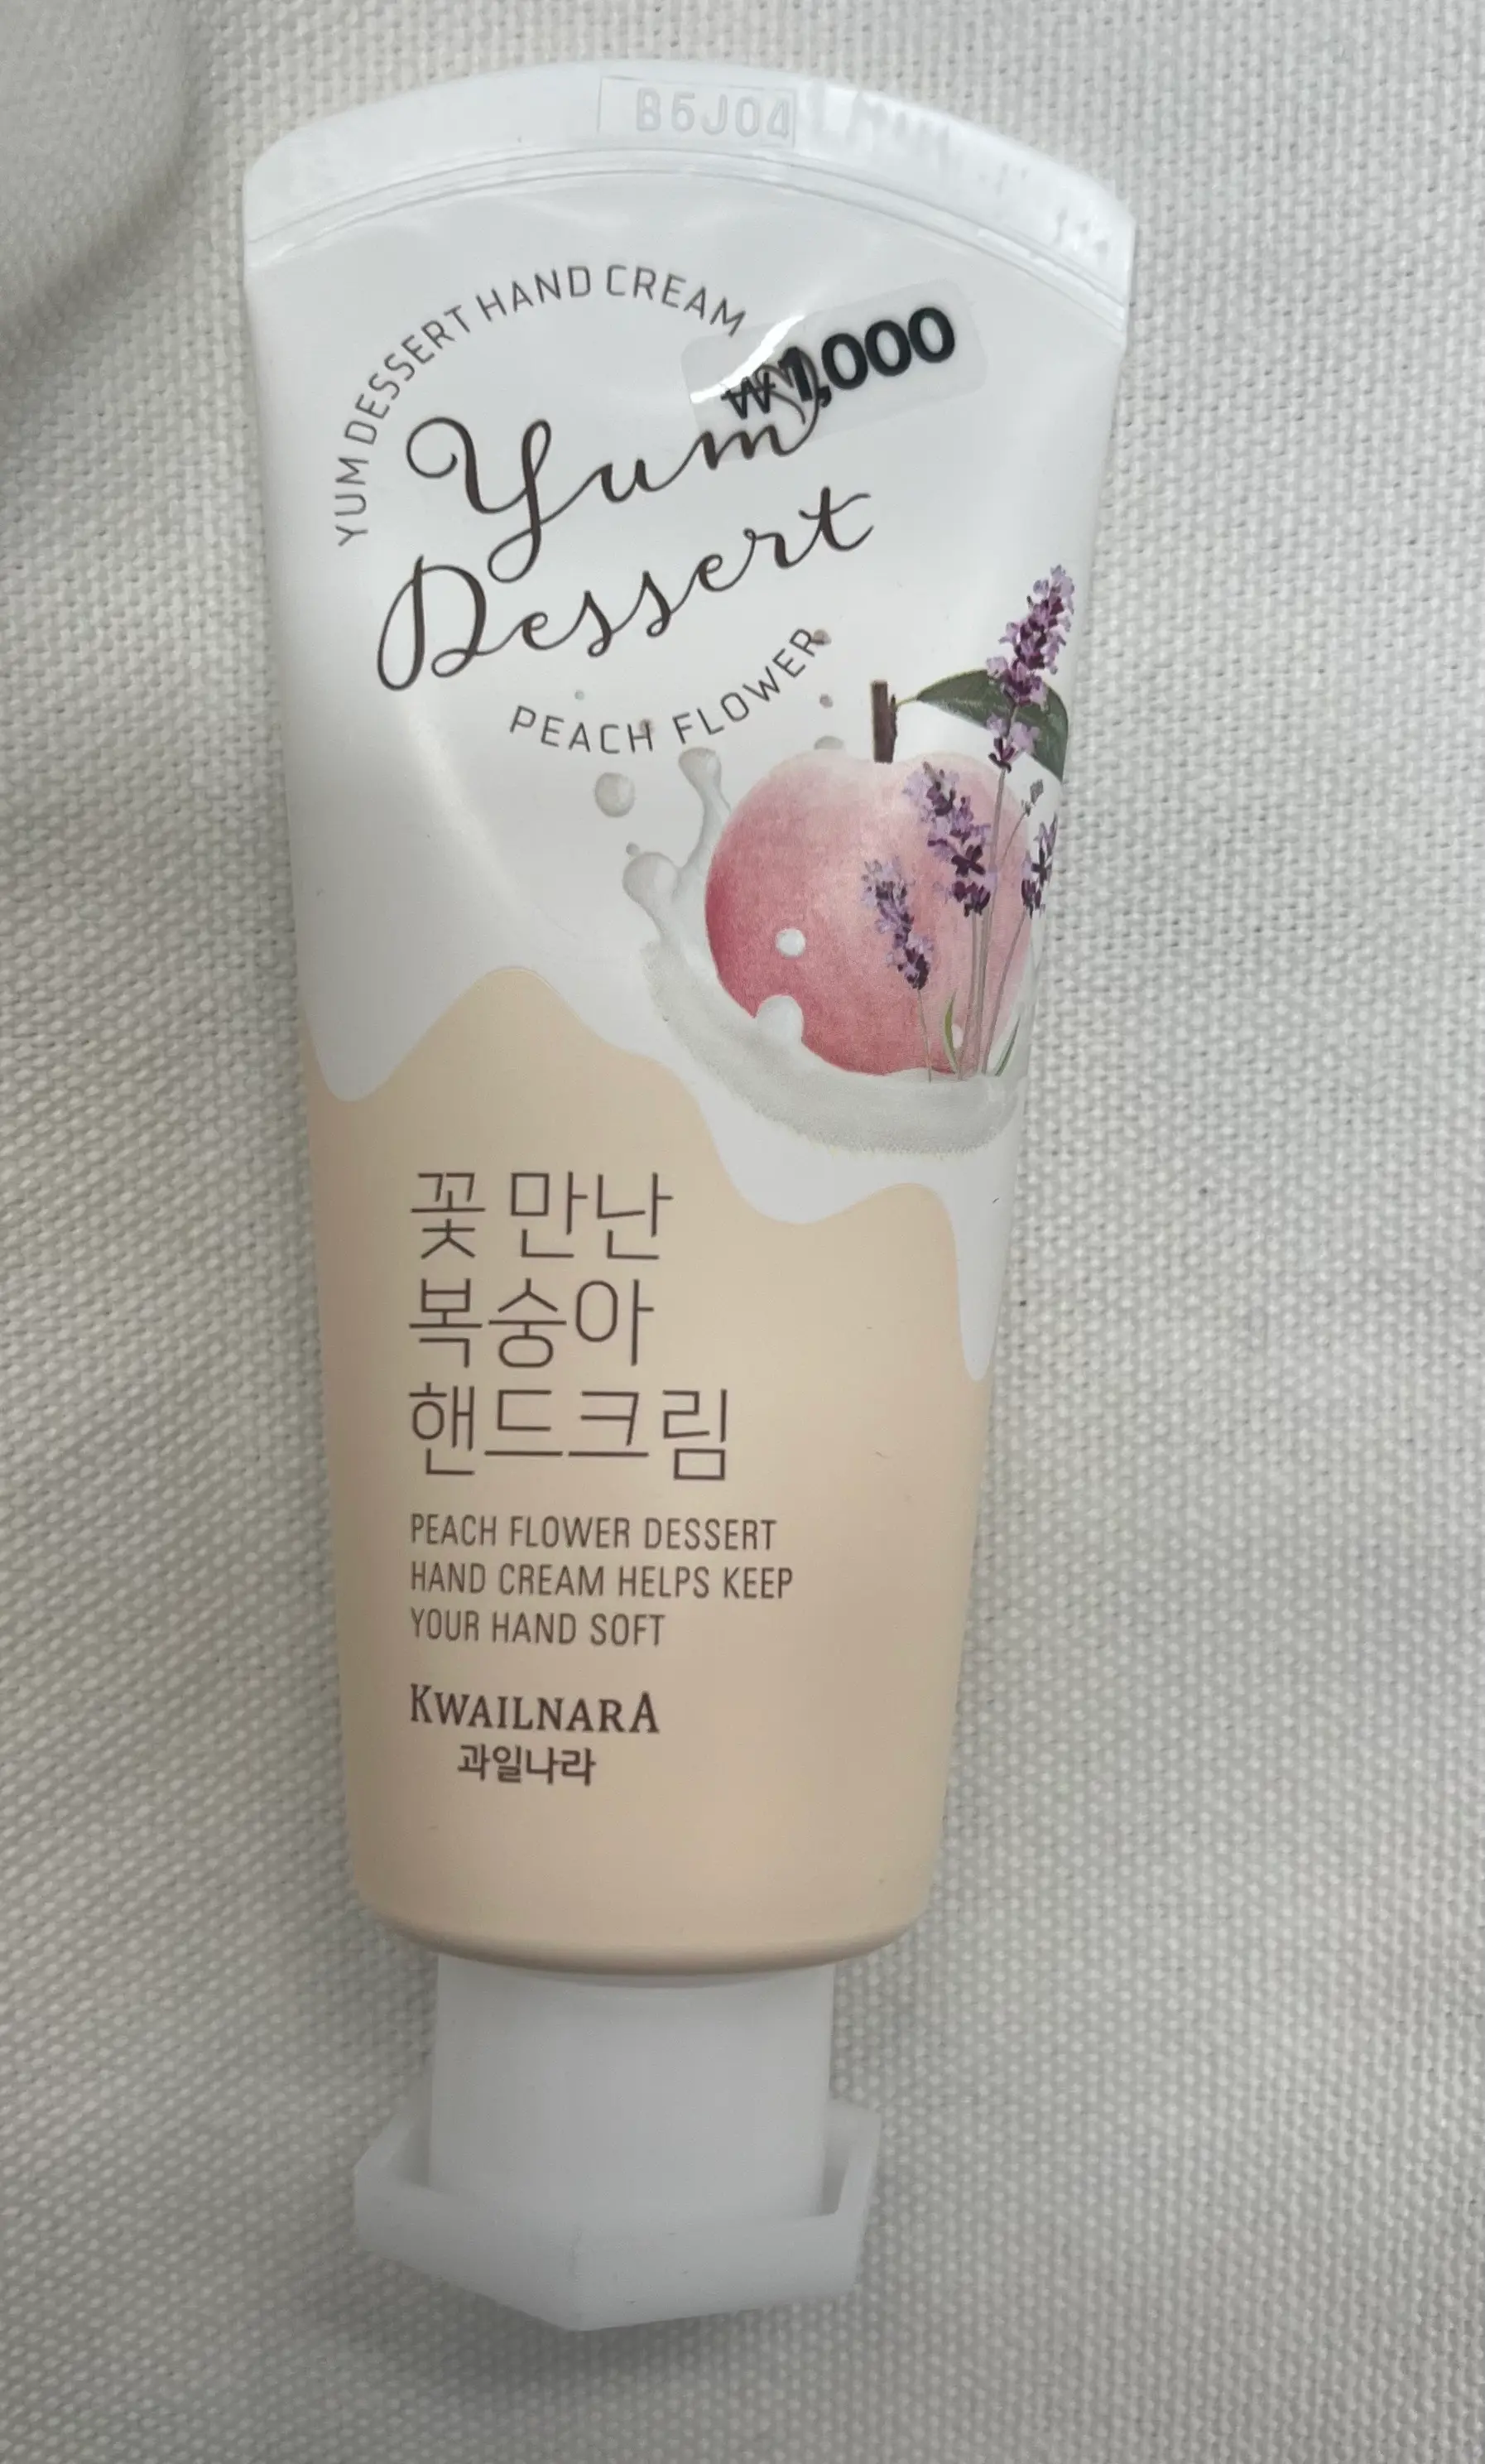 B5J04
YUM DESSERT HAND CREAM
₩1,000
Yum
Dessert
PEACH FLOWER
꽃 만난
복숭아
핸드크림
PEACH FLOWER DESSERT
HAND CREAM HELPS KEEP
YOUR HAND SOFT
KWAILNARA
과일나라